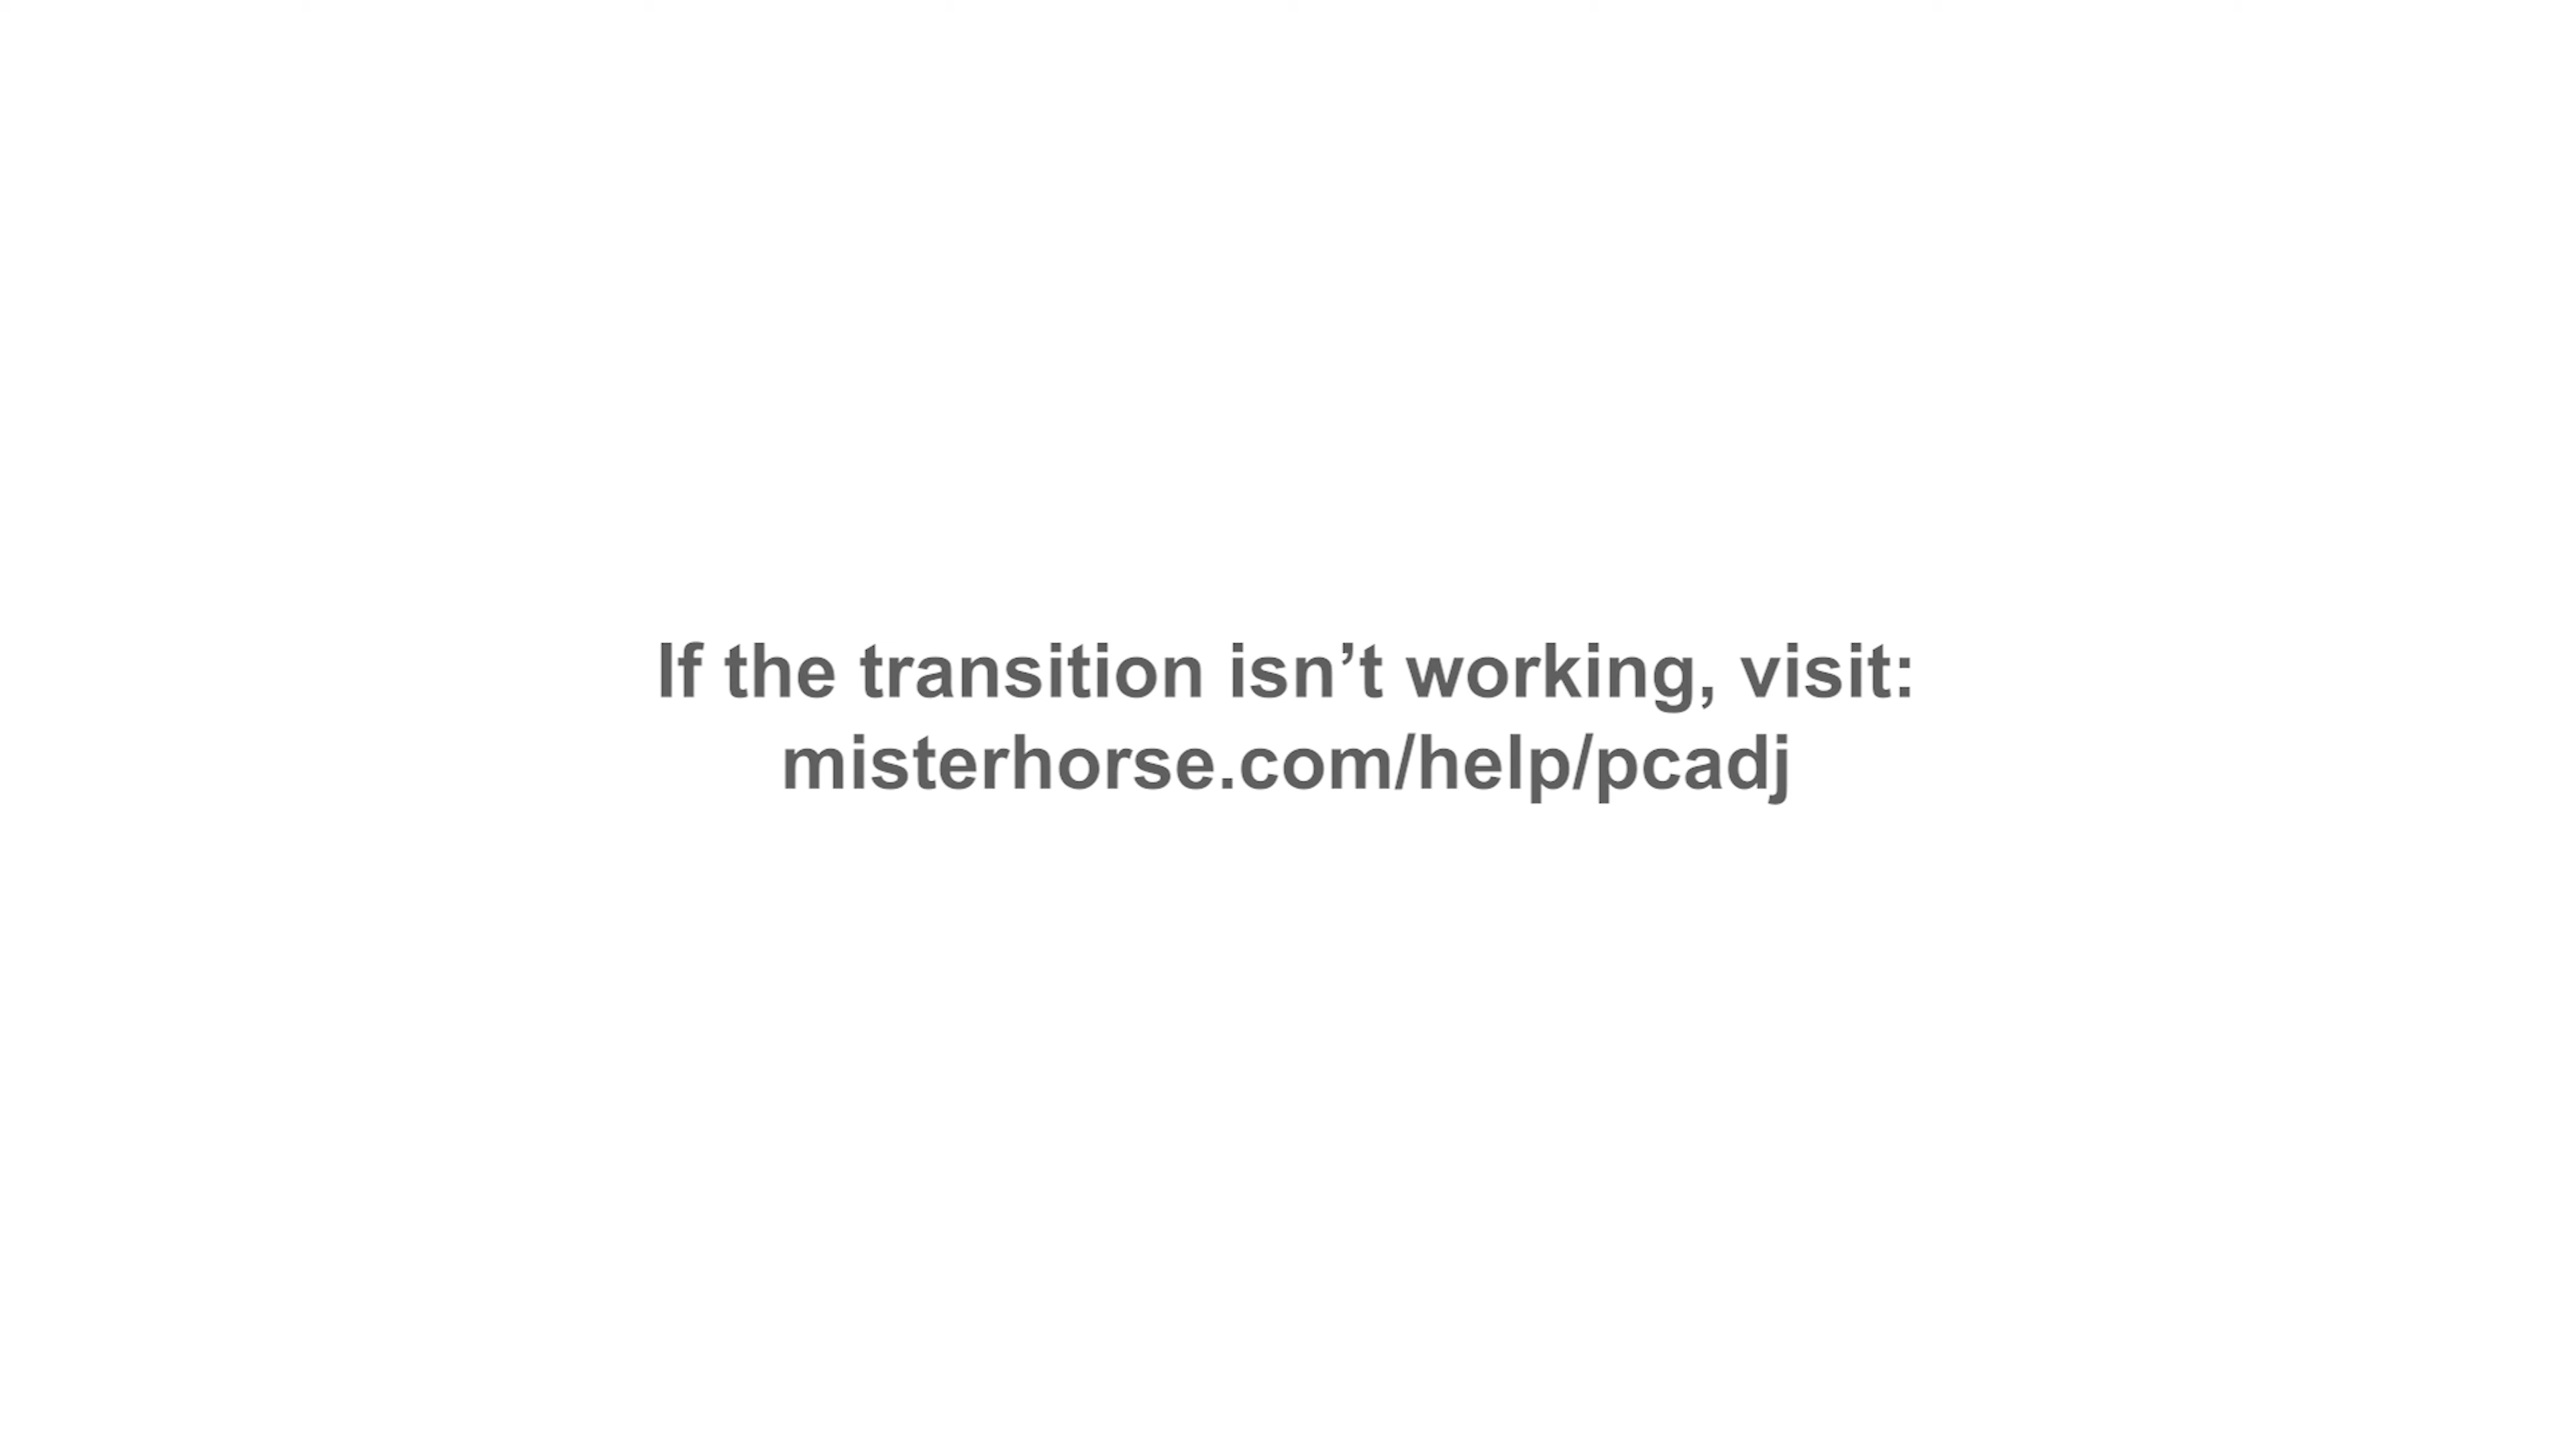 If the transition isn’t working, visit:
misterhorse.com/help/pcadj